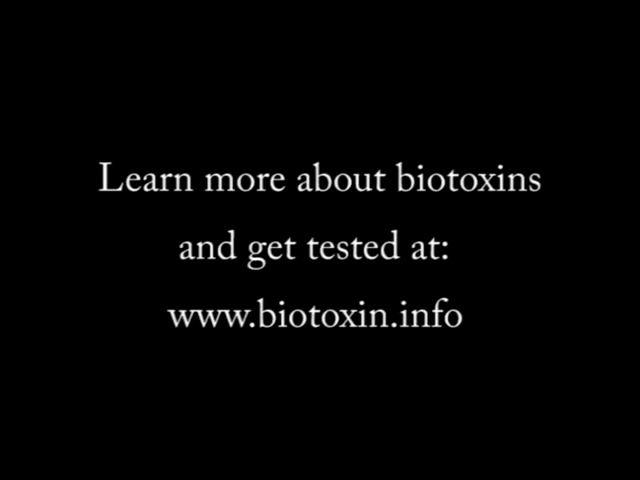 Learn more about biotoxins
and get tested at:
www.biotoxin.info